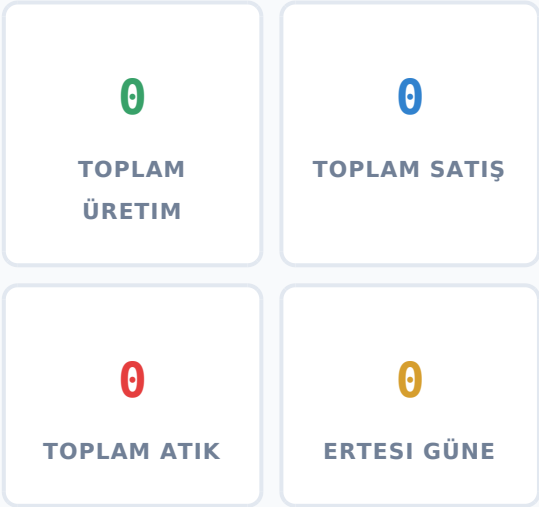 0
TOPLAM
ÜRETIM
0
TOPLAM SATIŞ
0
TOPLAM ATIK
0
ERTESI GÜNE